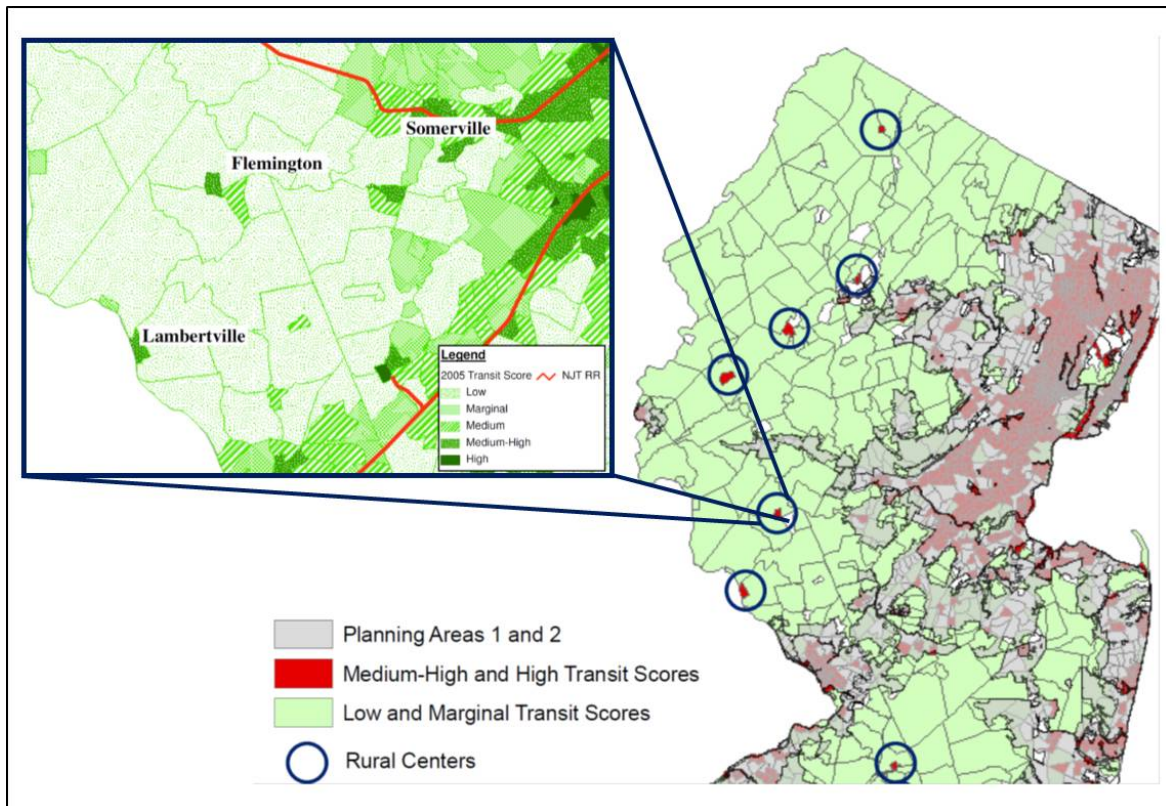 Somerville
Flemington
Lambertville
Legend
2005 Transit Score NJT RR
Low
Marginal
Medium
Medium-High
High
Planning Areas 1 and 2
Medium-High and High Transit Scores
Low and Marginal Transit Scores
Rural Centers